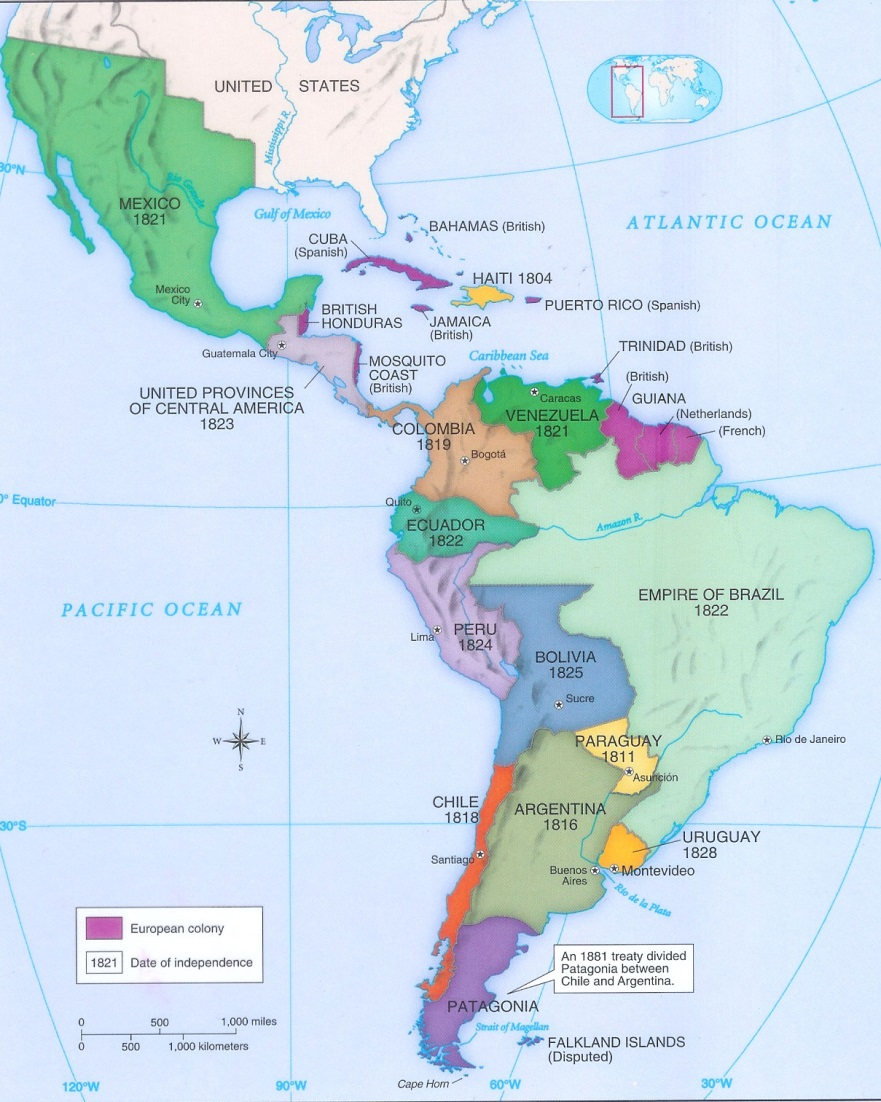 UNITED STATES
Mississippi R.
30°N
Rio Grande
MEXICO
1821
Gulf of Mexico
ATLANTIC OCEAN
BAHAMAS (British)
CUBA
(Spanish)
HAITI 1804
Mexico
City
PUERTO RICO (Spanish)
BRITISH
HONDURAS
JAMAICA
(British)
Guatemala City
MOSQUITO
COAST
(British)
Caribbean Sea
TRINIDAD (British)
UNITED PROVINCES
OF CENTRAL AMERICA
1823
(British)
GUIANA
(Netherlands)
(French)
Caracas
VENEZUELA
1821
COLOMBIA
1819
Bogotá
0° Equator
Quito
ECUADOR
1822
Amazon R.
PACIFIC OCEAN
EMPIRE OF BRAZIL
1822
Lima
PERU
1824
BOLIVIA
1825
Sucre
N
W
E
S
PARAGUAY
1811
Rio de Janeiro
Asunción
CHILE
1818
ARGENTINA
1816
30°S
URUGUAY
1828
Santiago
Buenos
Aires
Montevideo
Río de la Plata
European colony
1821 Date of independence
An 1881 treaty divided
Patagonia between
Chile and Argentina.
PATAGONIA
0 500 1,000 miles
0 500 1,000 kilometers
Strait of Magellan
FALKLAND ISLANDS
(Disputed)
Cape Horn
120°W
90°W
60°W
30°W